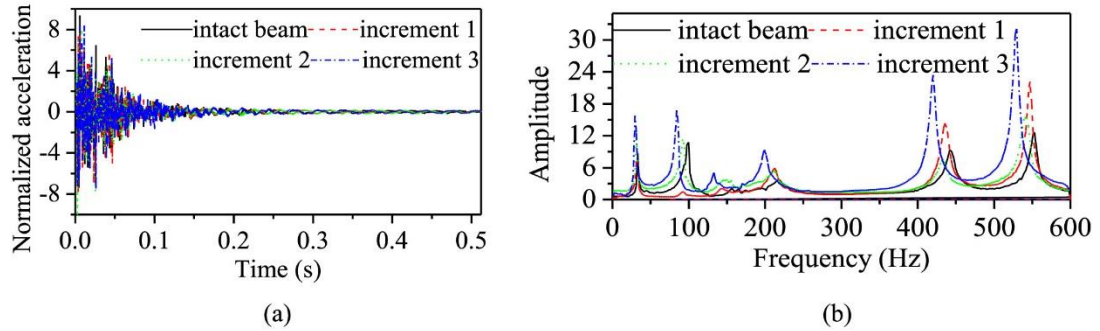 Normalized acceleration
8
4
0
-4
-8
intact beam
increment 1
increment 2
increment 3
0.0 0.1 0.2 0.3 0.4 0.5
Time (s)
(a)
Amplitude
30
24
18
12
6
0
intact beam
increment 1
increment 2
increment 3
0 100 200 300 400 500 600
Frequency (Hz)
(b)